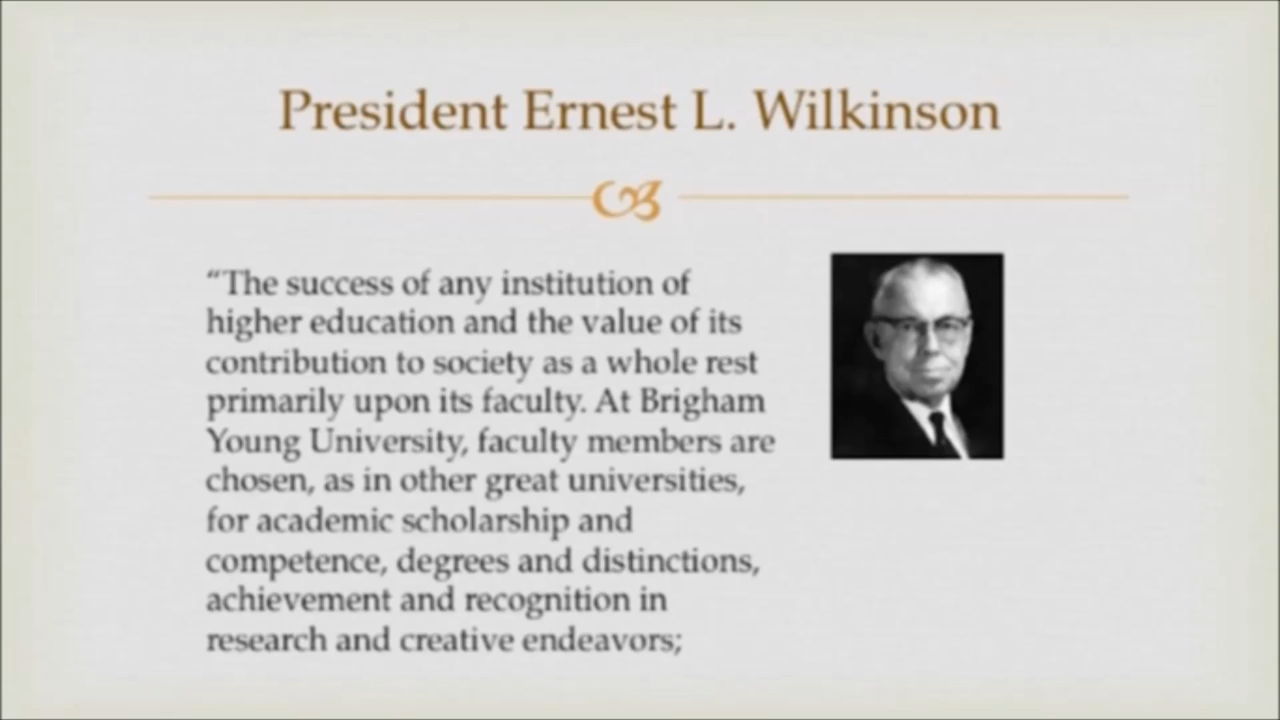 President Ernest L. Wilkinson
“The success of any institution of
higher education and the value of its
contribution to society as a whole rest
primarily upon its faculty. At Brigham
Young University, faculty members are
chosen, as in other great universities,
for academic scholarship and
competence, degrees and distinctions,
achievement and recognition in
research and creative endeavors;